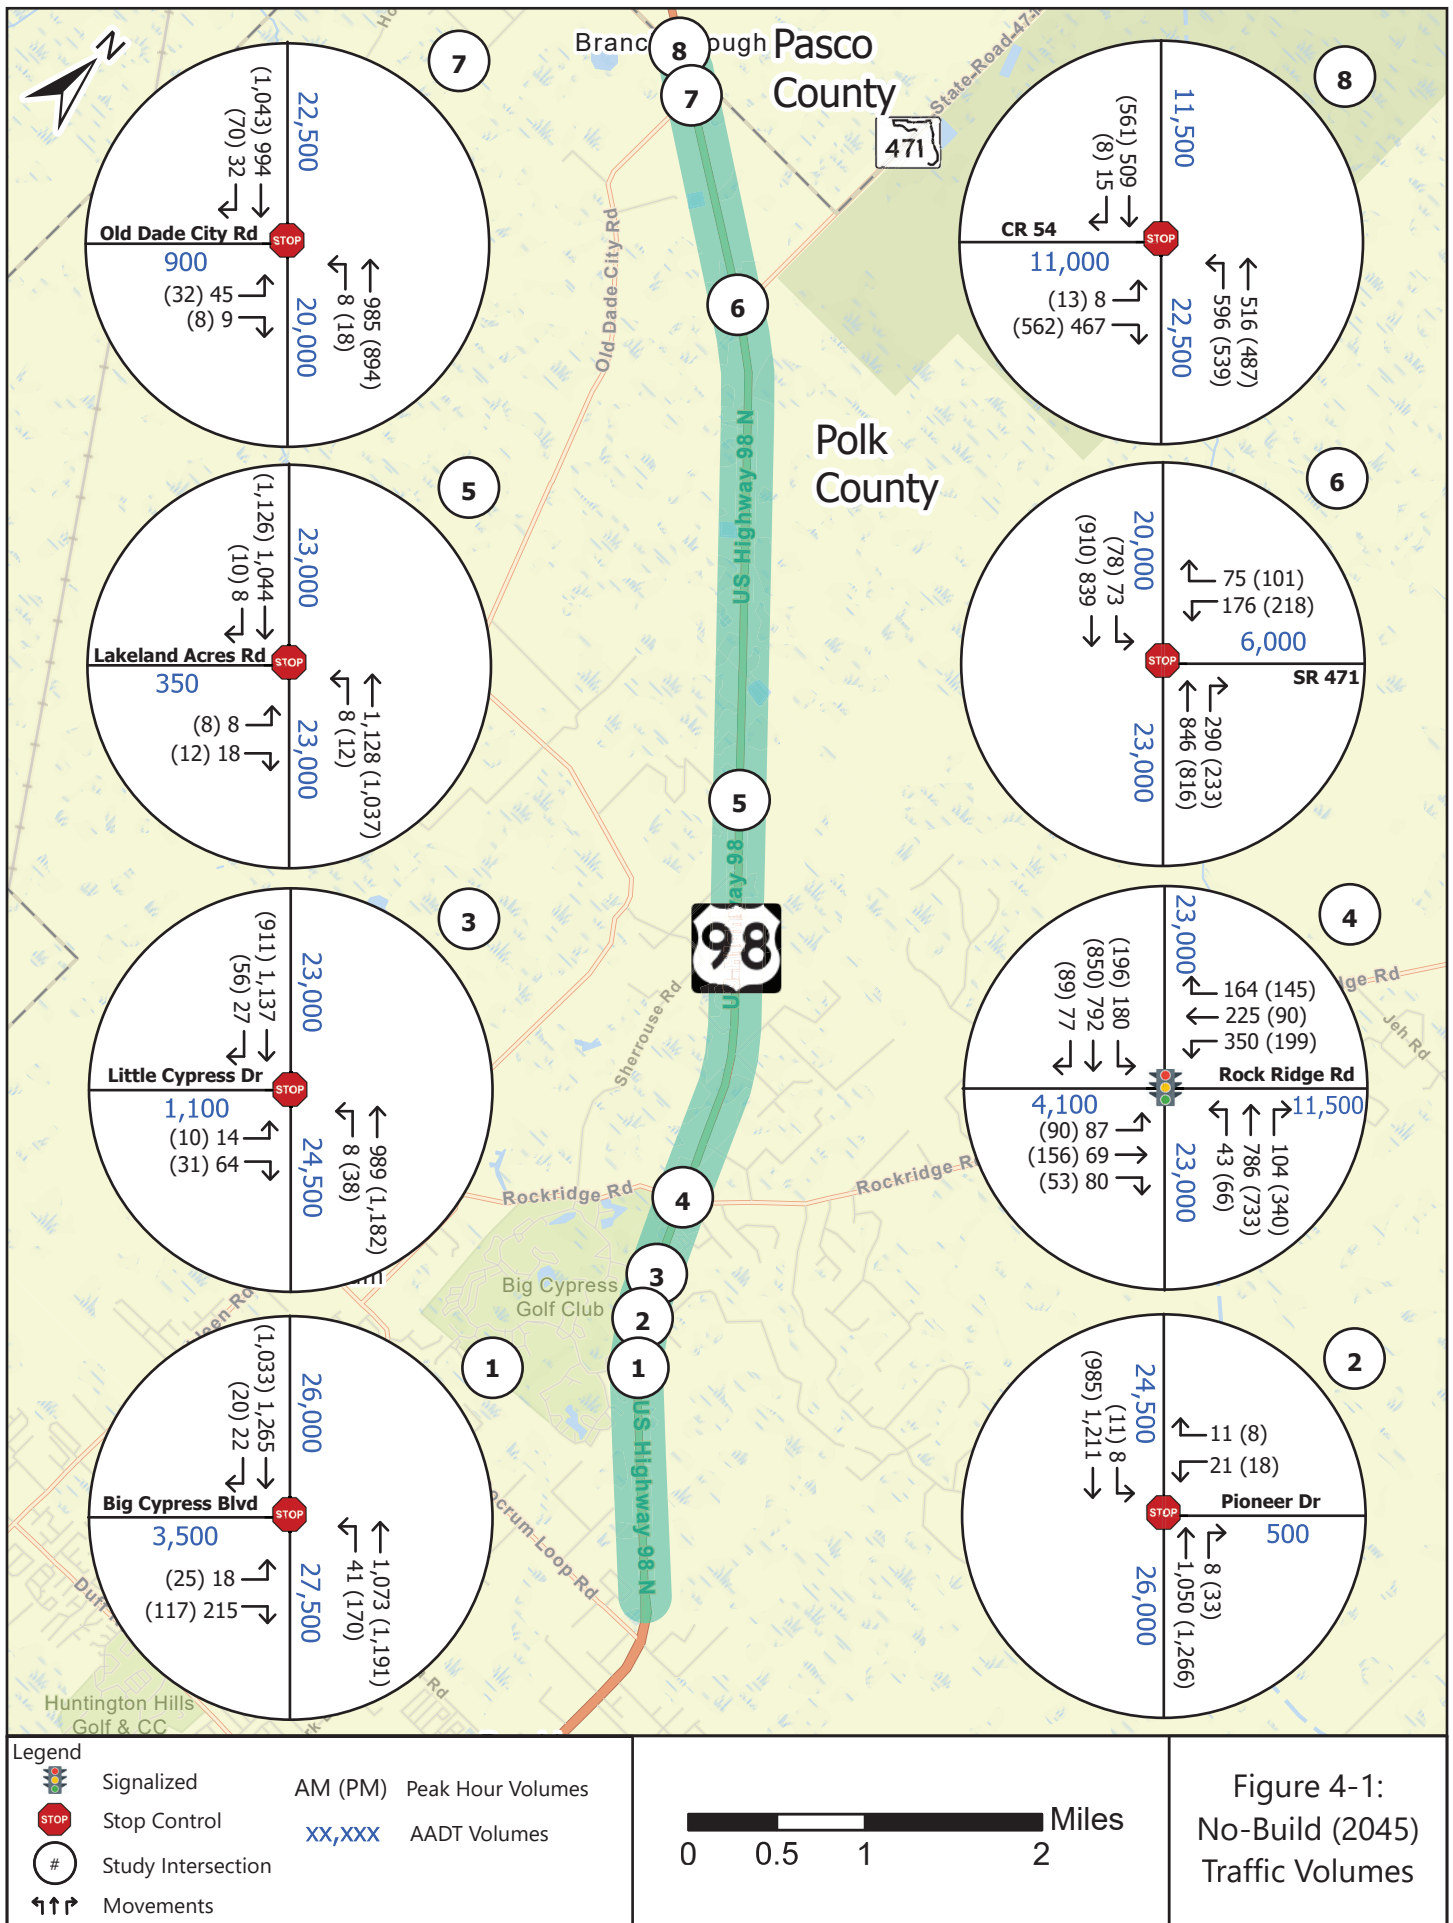 N
7
(1,043) 994
(70) 32
22,500
Old Dade City Rd
STOP
900
(32) 45
(8) 9
20,000
8 (18)
985 (894)
8
7
Pasco
County
State-Road-471
471
Old Dade City Rd
6
US Highway 98 N
Polk
County
8
(561) 509
(8) 15
11,500
CR 54
STOP
11,000
(13) 8
(562) 467
22,500
596 (539)
516 (487)
5
(1,126) 1,044
(10) 8
23,000
Lakeland Acres Rd
STOP
350
(8) 8
(12) 18
23,000
8 (12)
1,128 (1,037)
6
(910) 839
(78) 73
20,000
75 (101)
176 (218)
6,000
STOP
SR 471
23,000
846 (816)
290 (233)
5
98
Sherrouse Rd
3
(911) 1,137
(56) 27
23,000
Little Cypress Dr
STOP
1,100
(10) 14
(31) 64
24,500
8 (38)
989 (1,182)
4
(89) 77
(850) 792
(196) 180
23,000
164 (145)
225 (90)
350 (199)
Rock Ridge Rd
4,100
11,500
(90) 87
(156) 69
(53) 80
23,000
43 (66)
786 (733)
104 (340)
Jeh Rd
Rockridge Rd
4
Rockridge R
3
2
1
Big Cypress
Golf Club
US Highway 98 N
1
(1,033) 1,265
(20) 22
26,000
Big Cypress Blvd
STOP
3,500
(25) 18
(117) 215
27,500
41 (170)
1,073 (1,191)
2
(985) 1,211
(11) 8
24,500
11 (8)
21 (18)
Pioneer Dr
STOP
500
26,000
1,050 (1,266)
8 (33)
ocrum Loop Rd
Duff
Rd
Huntington Hills
Golf & CC
Legend
Signalized
STOP Stop Control
# Study Intersection
Movements
AM (PM) Peak Hour Volumes
xx,xxx AADT Volumes
Miles
0 0.5 1 2
Figure 4-1:
No-Build (2045)
Traffic Volumes